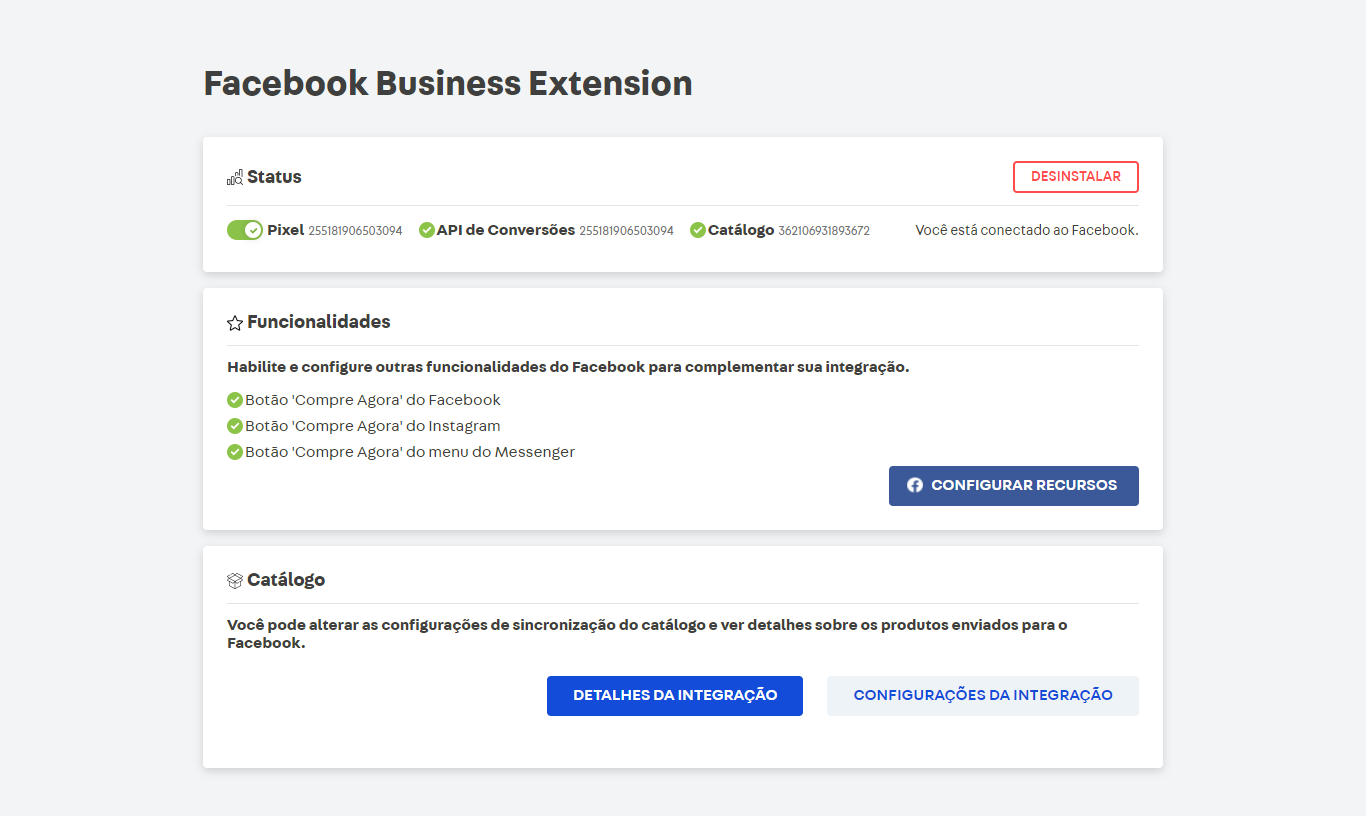 Facebook Business Extension
Status
DESINSTALAR
Pixel 255181906503094 API de Conversões 255181906503094 Catálogo 362106931893672 Você está conectado ao Facebook.
Funcionalidades
Habilite e configure outras funcionalidades do Facebook para complementar sua integração.
Botão 'Compre Agora' do Facebook
Botão 'Compre Agora' do Instagram
Botão 'Compre Agora' do menu do Messenger
CONFIGURAR RECURSOS
Catálogo
Você pode alterar as configurações de sincronização do catálogo e ver detalhes sobre os produtos enviados para o
Facebook.
DETALHES DA INTEGRAÇÃO CONFIGURAÇÕES DA INTEGRAÇÃO